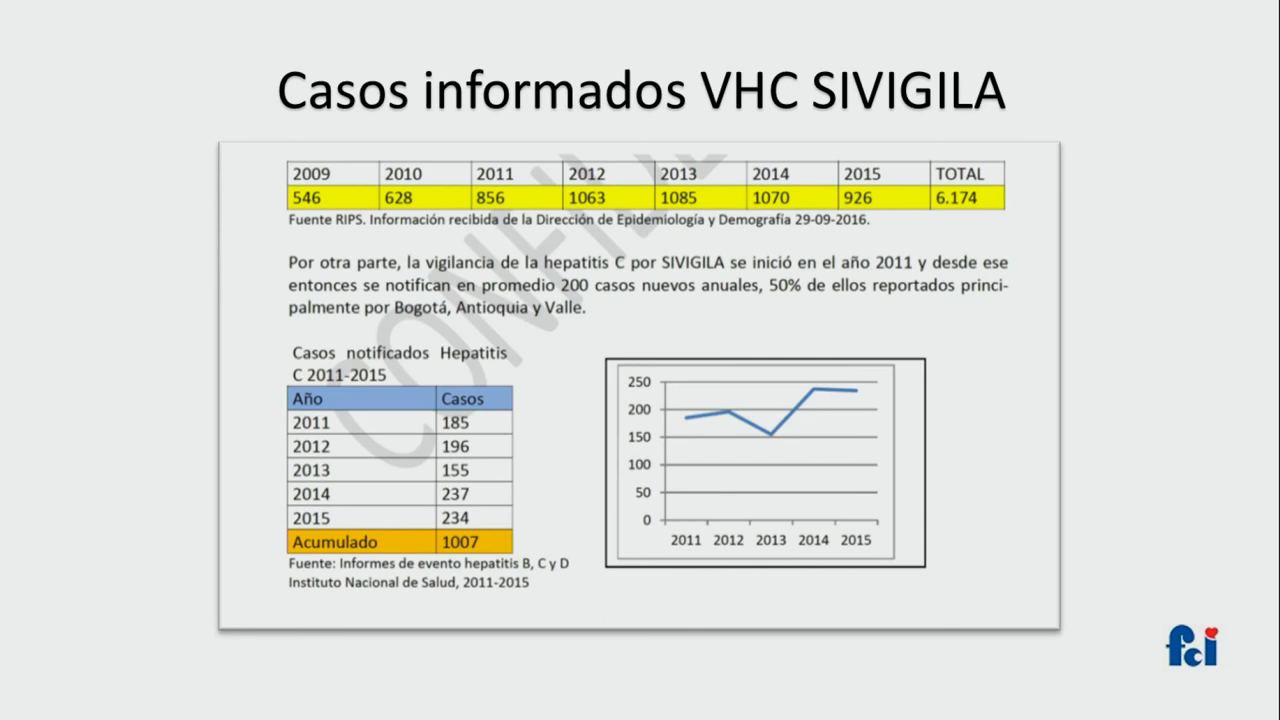 Casos informados VHC SIVIGILA
2009 2010 2011 2012 2013 2014 2015 TOTAL
546 628 856 1063 1085 1070 926 6.174
Fuente RIPS. Información recibida de la Dirección de Epidemiología y Demografía 29-09-2016.
Por otra parte, la vigilancia de la hepatitis C por SIVIGILA se inició en el año 2011 y desde ese
entonces se notifican en promedio 200 casos nuevos anuales, 50% de ellos reportados princi-
palmente por Bogotá, Antioquia y Valle.
Casos notificados Hepatitis
C 2011-2015
Año Casos
2011 185
2012 196
2013 155
2014 237
2015 234
Acumulado 1007
Fuente: Informes de evento hepatitis B, C y D
Instituto Nacional de Salud, 2011-2015
250
200
150
100
50
0
2011 2012 2013 2014 2015
fci